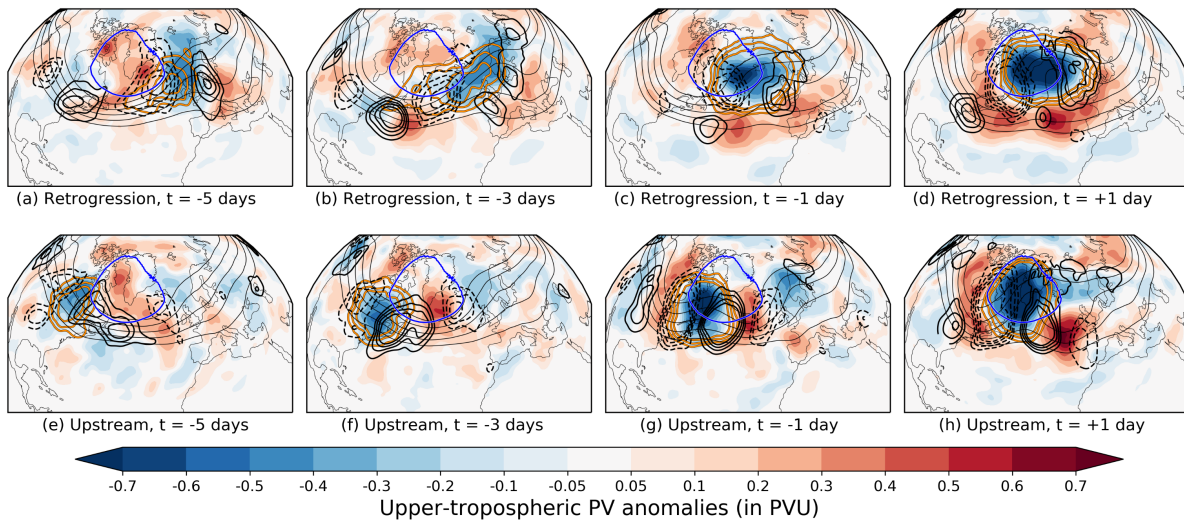 (a) Retrogression, t = -5 days
(b) Retrogression, t = -3 days
(c) Retrogression, t = -1 day
(d) Retrogression, t = +1 day
(e) Upstream, t = -5 days
(f) Upstream, t = -3 days
(g) Upstream, t = -1 day
(h) Upstream, t = +1 day
-0.7 -0.6 -0.5 -0.4 -0.3 -0.2 -0.1 -0.05 0.05 0.1 0.2 0.3 0.4 0.5 0.6 0.7
Upper-tropospheric PV anomalies (in PVU)